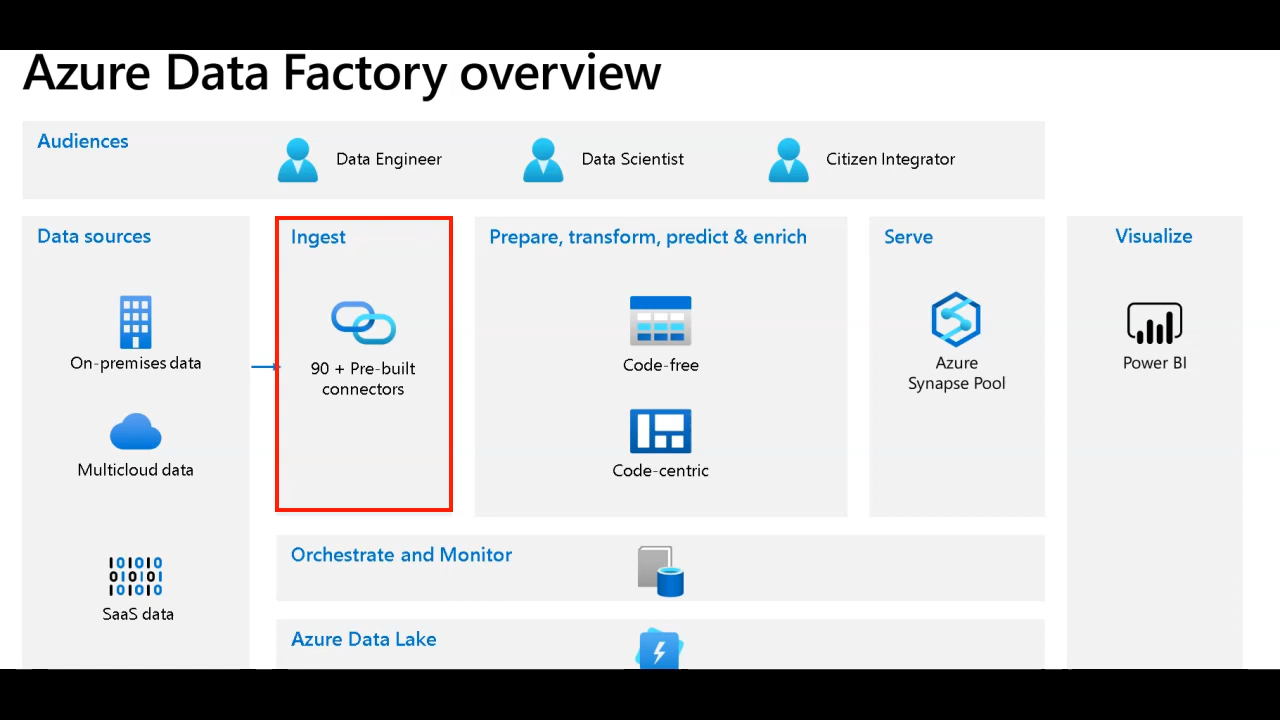 Azure Data Factory overview
Audiences
Data Engineer
Data Scientist
Citizen Integrator
Data sources
On-premises data
Multicloud data
SaaS data
Ingest
90 + Pre-built
connectors
Prepare, transform, predict & enrich
Code-free
Code-centric
Serve
Azure
Synapse Pool
Visualize
Power BI
Orchestrate and Monitor
Azure Data Lake